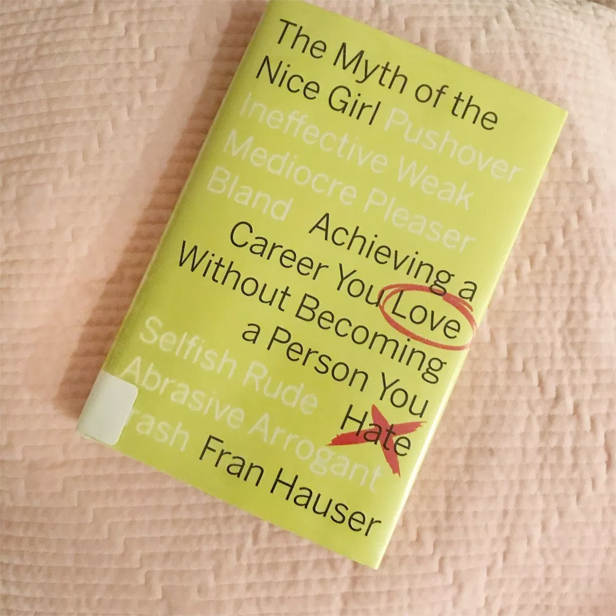 The Myth of the
Nice Girl Pushover
Ineffective Weak
Mediocre Pleaser
Bland Achieving a
Career You Love
Without Becoming
a Person You
Selfish Rude Hate
Abrasive Arrogant
Fran Hauser